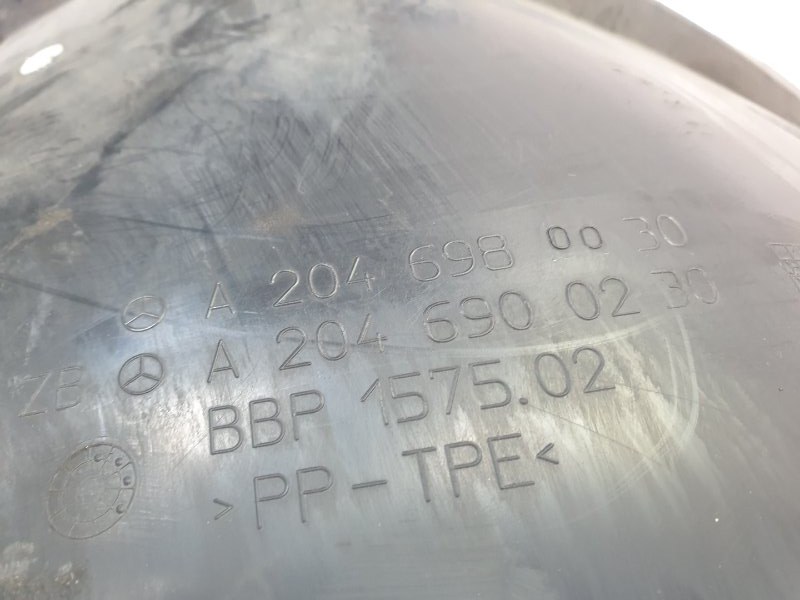 A 204 698 00 30
ZB A 204 690 02 30
BBP 1575.02
>PP-TPE<